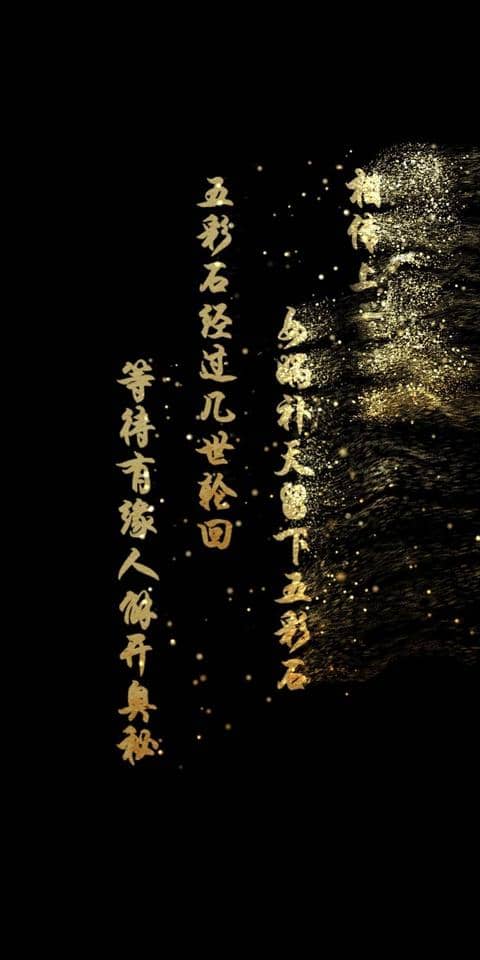 相传上
女娲补天留下五彩石
五彩石经过几世轮回
等待有缘人解开奥秘